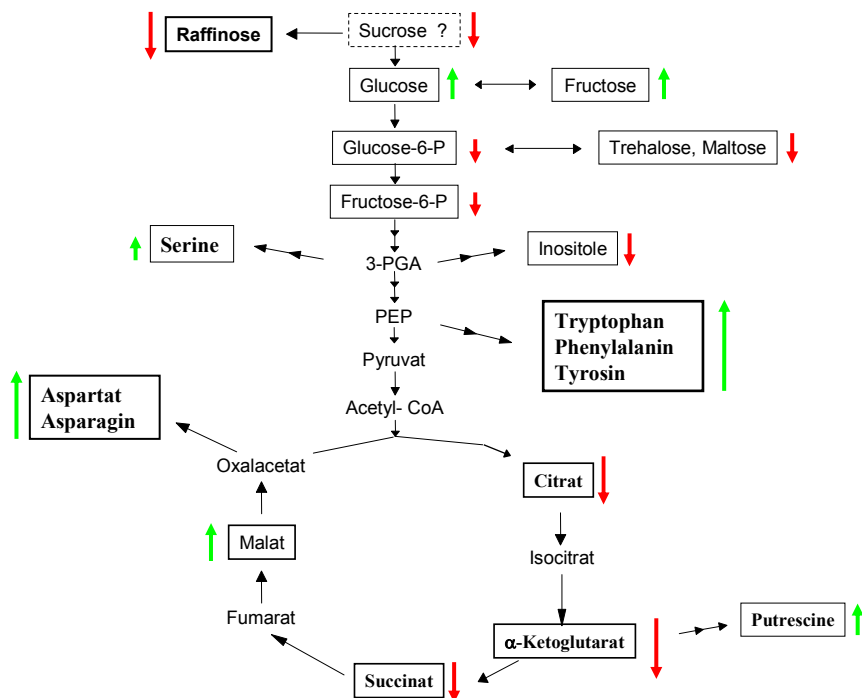 Raffinose
Sucrose ?
Glucose
Fructose
Glucose-6-P
Trehalose, Maltose
Fructose-6-P
Serine
3-PGA
Inositole
PEP
Tryptophan
Phenylalanin
Tyrosin
Pyruvat
Aspartat
Asparagin
Acetyl- CoA
Oxalacetat
Citrat
Malat
Isocitrat
Fumarat
α-Ketoglutarat
Putrescine
Succinat